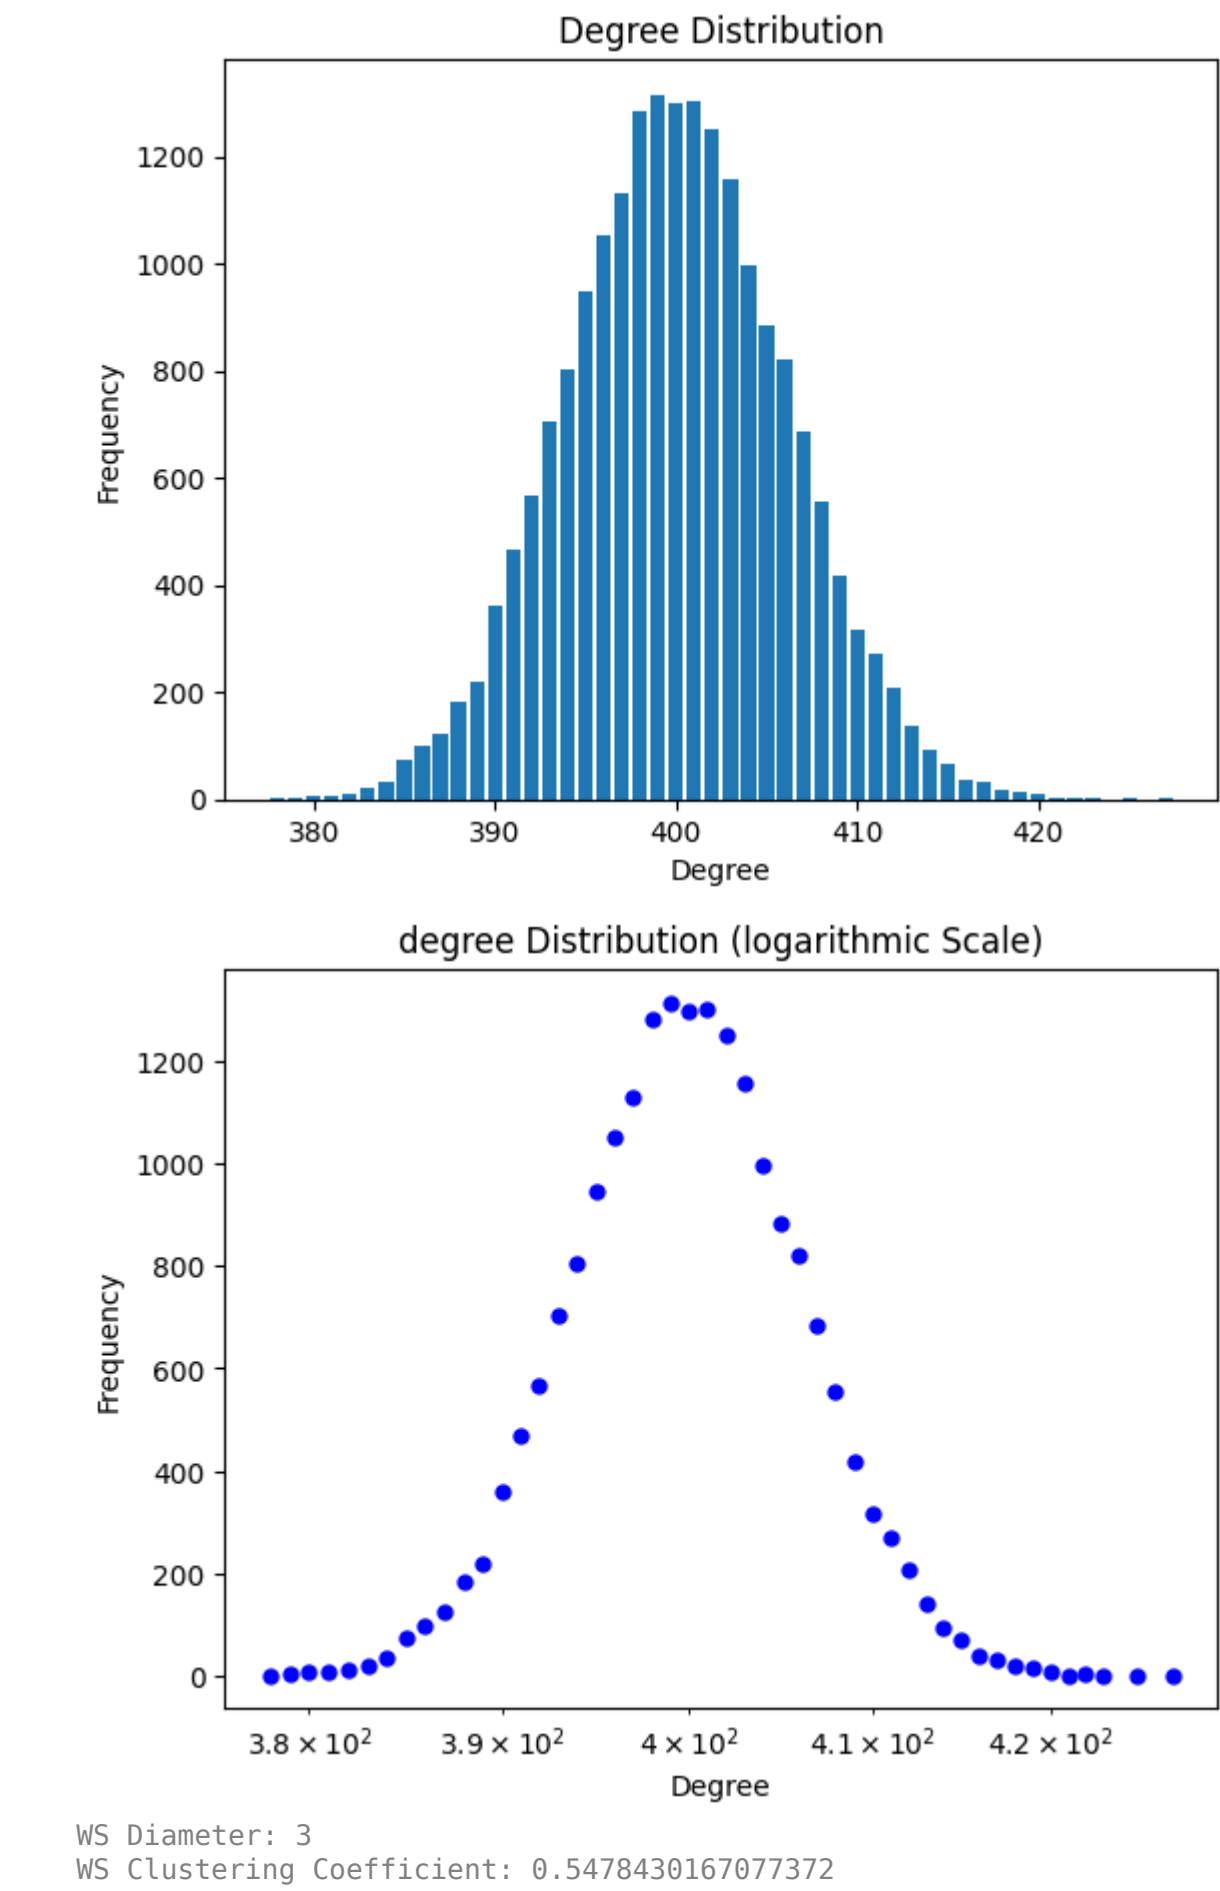 Degree Distribution
1200
1000
800
600
400
200
0
Frequency
380 390 400 410 420
Degree
degree Distribution (logarithmic Scale)
1200
1000
800
600
400
200
0
Frequency
3.8 × 10² 3.9 × 10² 4 × 10² 4.1 × 10² 4.2 × 10²
Degree
WS Diameter: 3
WS Clustering Coefficient: 0.5478430167077372